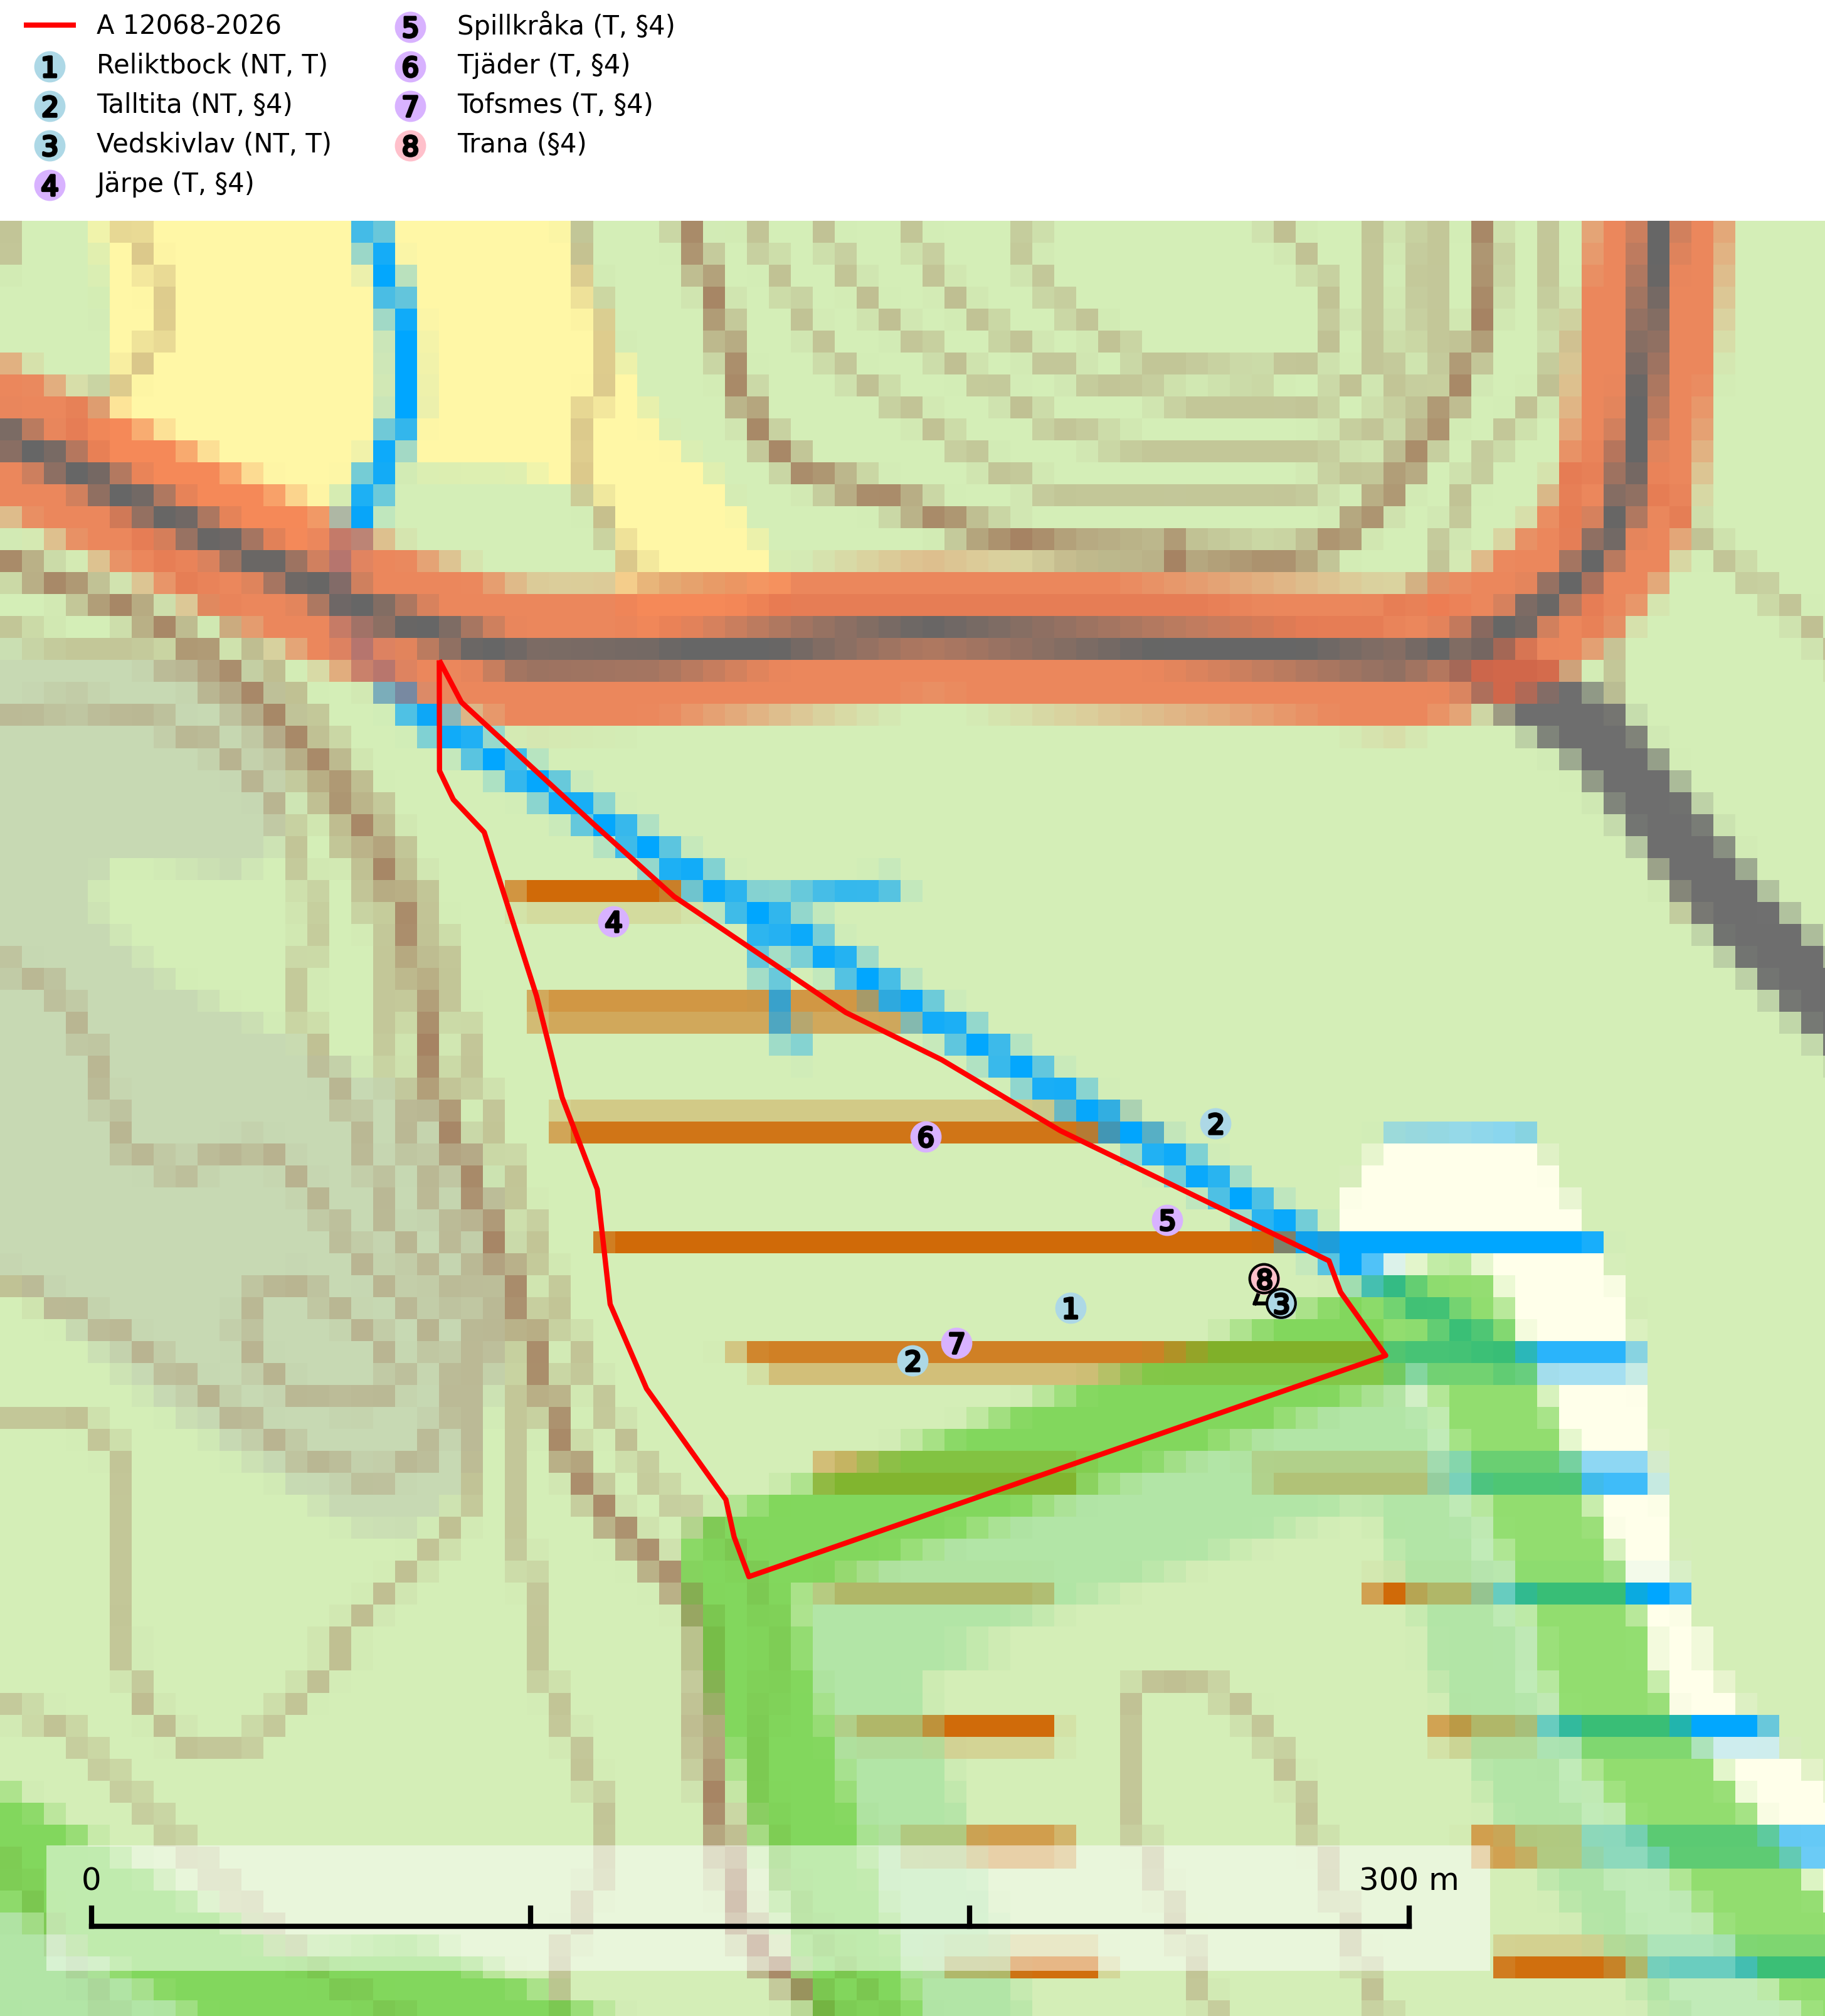 A 12068-2026
1 Reliktbock (NT, T)
2 Talltita (NT, §4)
3 Vedskivlav (NT, T)
4 Järpe (T, §4)
5 Spillkråka (T, §4)
6 Tjäder (T, §4)
7 Tofsmes (T, §4)
8 Trana (§4)
4
2
6
5
8
3
1
7
2
0 300 m